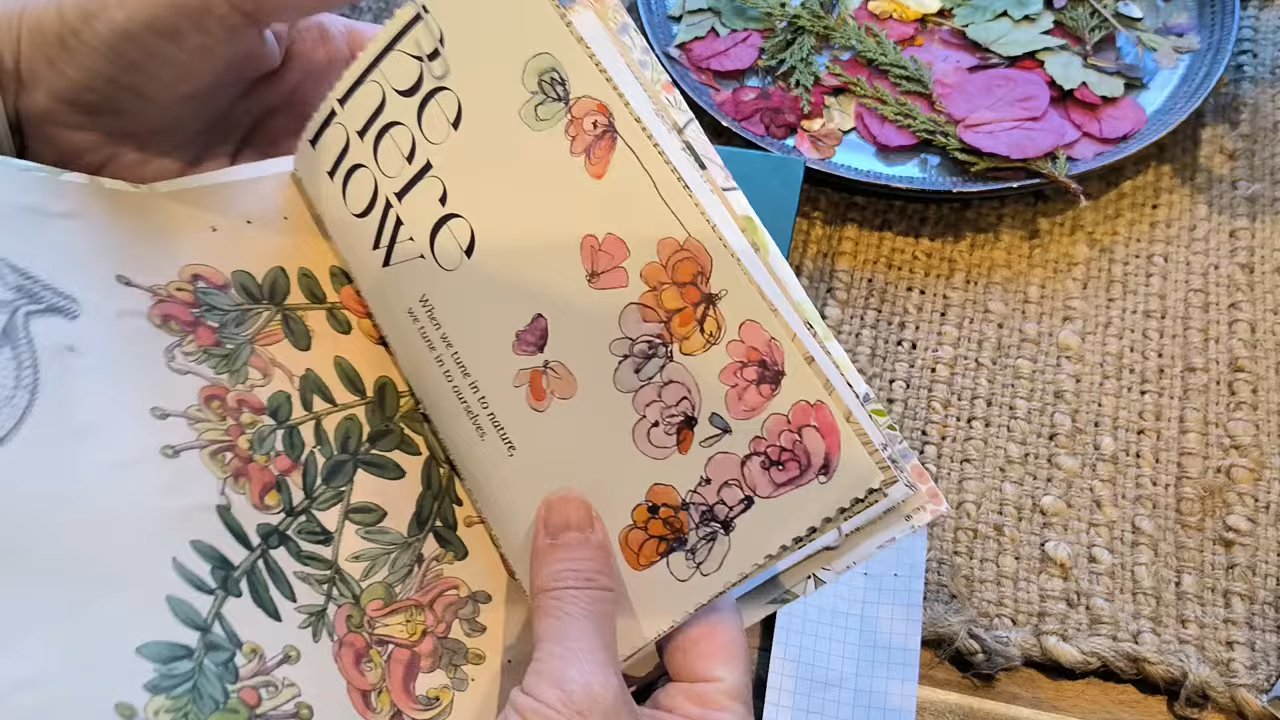 Be
here
now
When we tune in to nature,
we tune in to ourselves.